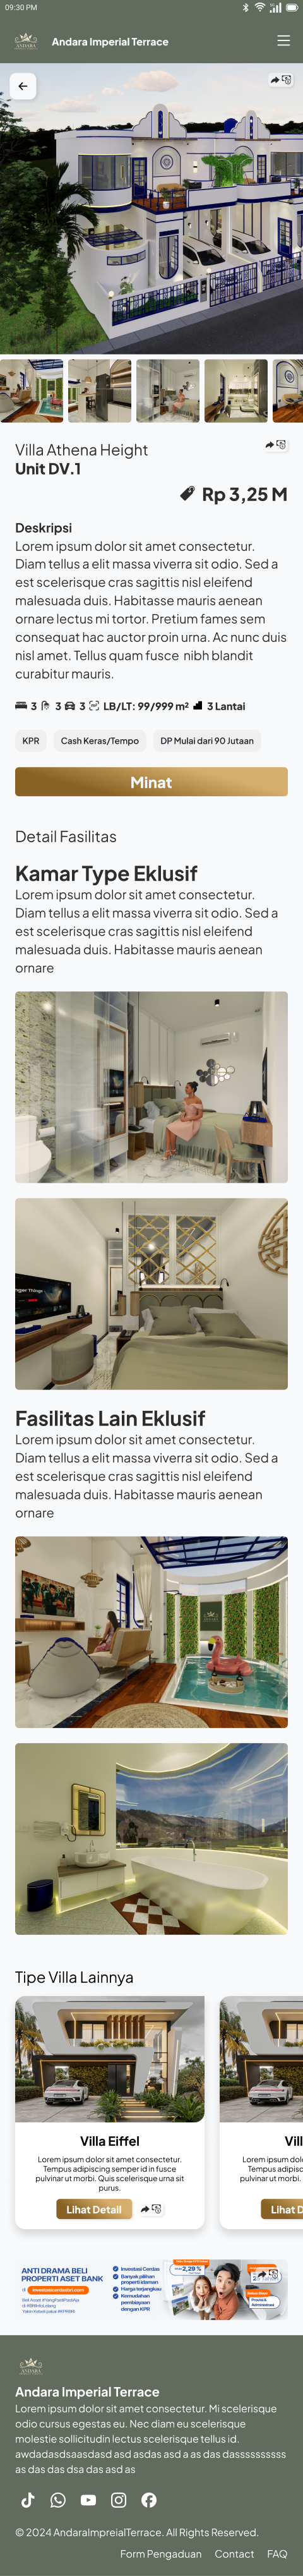 09:30 PM
ANDARA
Andara Imperial Terrace
Villa Athena Height
Unit DV.1
Rp 3,25 M
Deskripsi
Lorem ipsum dolor sit amet consectetur.
Diam tellus a elit massa viverra sit odio. Sed a
est scelerisque cras sagittis nisl eleifend
malesuada duis. Habitasse mauris aenean
ornare lectus mi tortor. Pretium fames sem
consequat hac auctor proin urna. Ac nunc duis
nisl amet. Tellus quam fusce nibh blandit
curabitur mauris.
3 3 3 LB/LT: 99/999 m² 3 Lantai
KPR Cash Keras/Tempo DP Mulai dari 90 Jutaan
Minat
Detail Fasilitas
Kamar Type Eklusif
Lorem ipsum dolor sit amet consectetur.
Diam tellus a elit massa viverra sit odio. Sed a
est scelerisque cras sagittis nisl eleifend
malesuada duis. Habitasse mauris aenean
ornare
Fasilitas Lain Eklusif
Lorem ipsum dolor sit amet consectetur.
Diam tellus a elit massa viverra sit odio. Sed a
est scelerisque cras sagittis nisl eleifend
malesuada duis. Habitasse mauris aenean
ornare
Tipe Villa Lainnya
Villa Eiffel
Lorem ipsum dolor sit amet consectetur.
Tempus adipiscing semper id in fusce
pulvinar ut morbi. Quis scelerisque urna sit
purus.
Lihat Detail
ANTI DRAMA BELI
PROPERTI ASET BANK
Investasi Cerdas
Banyak pilihan
properti idaman
Harga terjangkau
Kemudahan
pembiayaan
dengan KPR
2,29 %
ANDARA
Andara Imperial Terrace
Lorem ipsum dolor sit amet consectetur. Mi scelerisque
odio cursus egestas eu. Nec diam eu scelerisque
molestie sollicitudin lectus scelerisque tellus id.
awdadasdsaasdasd asd asdas asd a as das dasssssssssss
as das das dsa das asd as
© 2024 AndaraImpreialTerrace. All Rights Reserved.
Form Pengaduan Contact FAQ